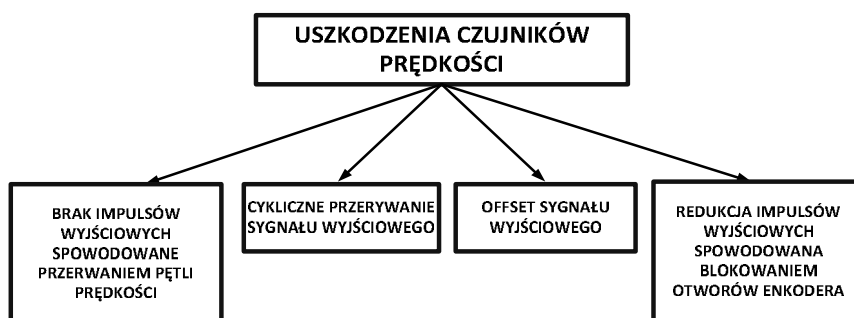 USZKODZENIA CZUJNIKÓW
PRĘDKOŚCI
BRAK IMPULSÓW
WYJŚCIOWYCH
SPOWODOWANE
PRZERWANIEM PĘTLI
PRĘDKOŚCI
CYKLICZNE PRZERYWANIE
SYGNAŁU WYJŚCIOWEGO
OFFSET SYGNAŁU
WYJŚCIOWEGO
REDUKCJA IMPULSÓW
WYJŚCIOWYCH
SPOWODOWANA
BLOKOWANIEM
OTWORÓW ENKODERA